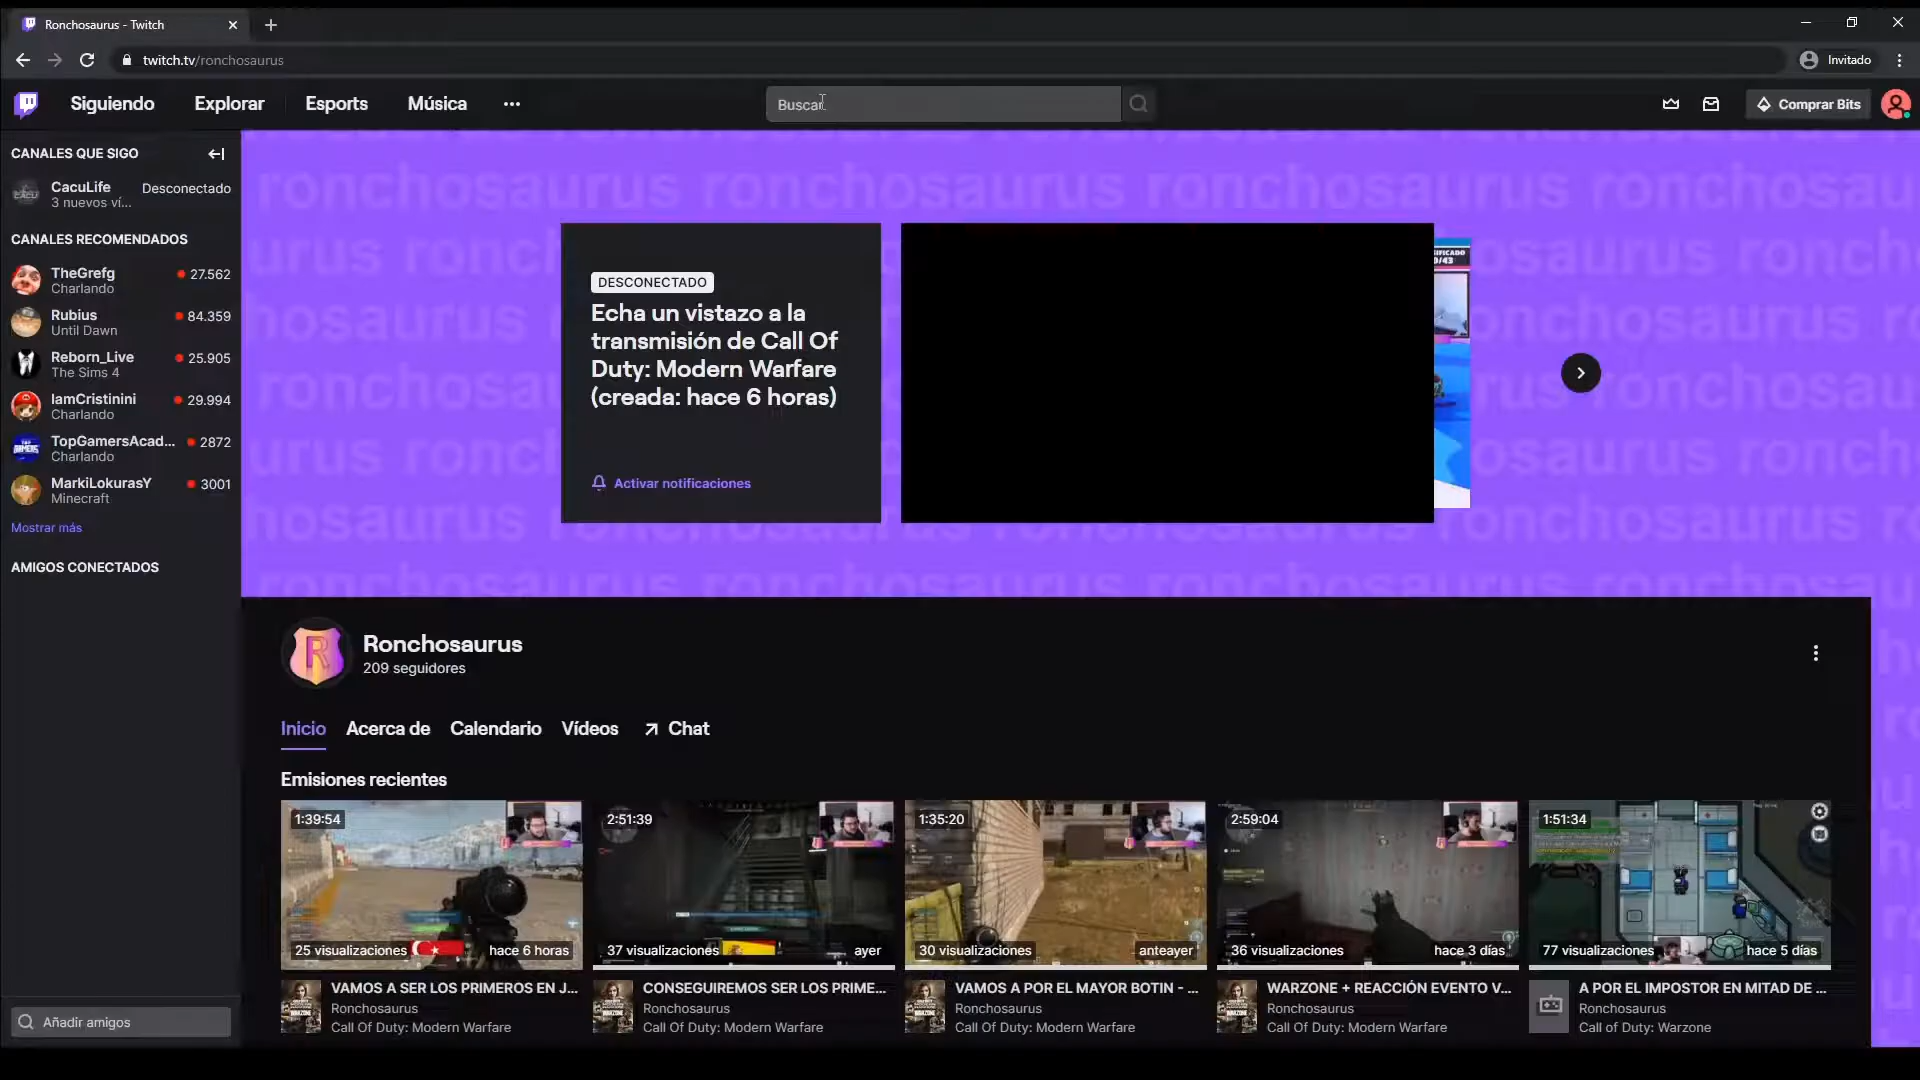 Ronchosaurus - Twitch
twitch.tv/ronchosaurus
Invitado
Siguiendo
Explorar
Esports
Música
Buscar
Comprar Bits
CANALES QUE SIGO
CacuLife
Desconectado
3 nuevos ví...
CANALES RECOMENDADOS
TheGrefg
27.562
Charlando
Rubius
84.359
Until Dawn
Reborn_Live
25.905
The Sims 4
IamCristinini
29.994
Charlando
TopGamersAcad...
2872
Charlando
MarkiLokurasY
3001
Minecraft
Mostrar más
AMIGOS CONECTADOS
Añadir amigos
ronchosaurus ronchosaurus ronchosaurus ronchosaurus
DESCONECTADO
Echa un vistazo a la
transmisión de Call Of
Duty: Modern Warfare
(creada: hace 6 horas)
Activar notificaciones
Ronchosaurus
209 seguidores
Inicio
Acerca de
Calendario
Vídeos
Chat
Emisiones recientes
1:39:54
25 visualizaciones
hace 6 horas
VAMOS A SER LOS PRIMEROS EN J...
Ronchosaurus
Call Of Duty: Modern Warfare
2:51:39
37 visualizaciones
ayer
CONSEGUIREMOS SER LOS PRIME...
Ronchosaurus
Call Of Duty: Modern Warfare
1:35:20
30 visualizaciones
anteayer
VAMOS A POR EL MAYOR BOTIN - ...
Ronchosaurus
Call Of Duty: Modern Warfare
2:59:04
36 visualizaciones
hace 3 días
WARZONE + REACCIÓN EVENTO V...
Ronchosaurus
Call Of Duty: Modern Warfare
1:51:34
77 visualizaciones
hace 5 días
A POR EL IMPOSTOR EN MITAD DE ...
Ronchosaurus
Call of Duty: Warzone